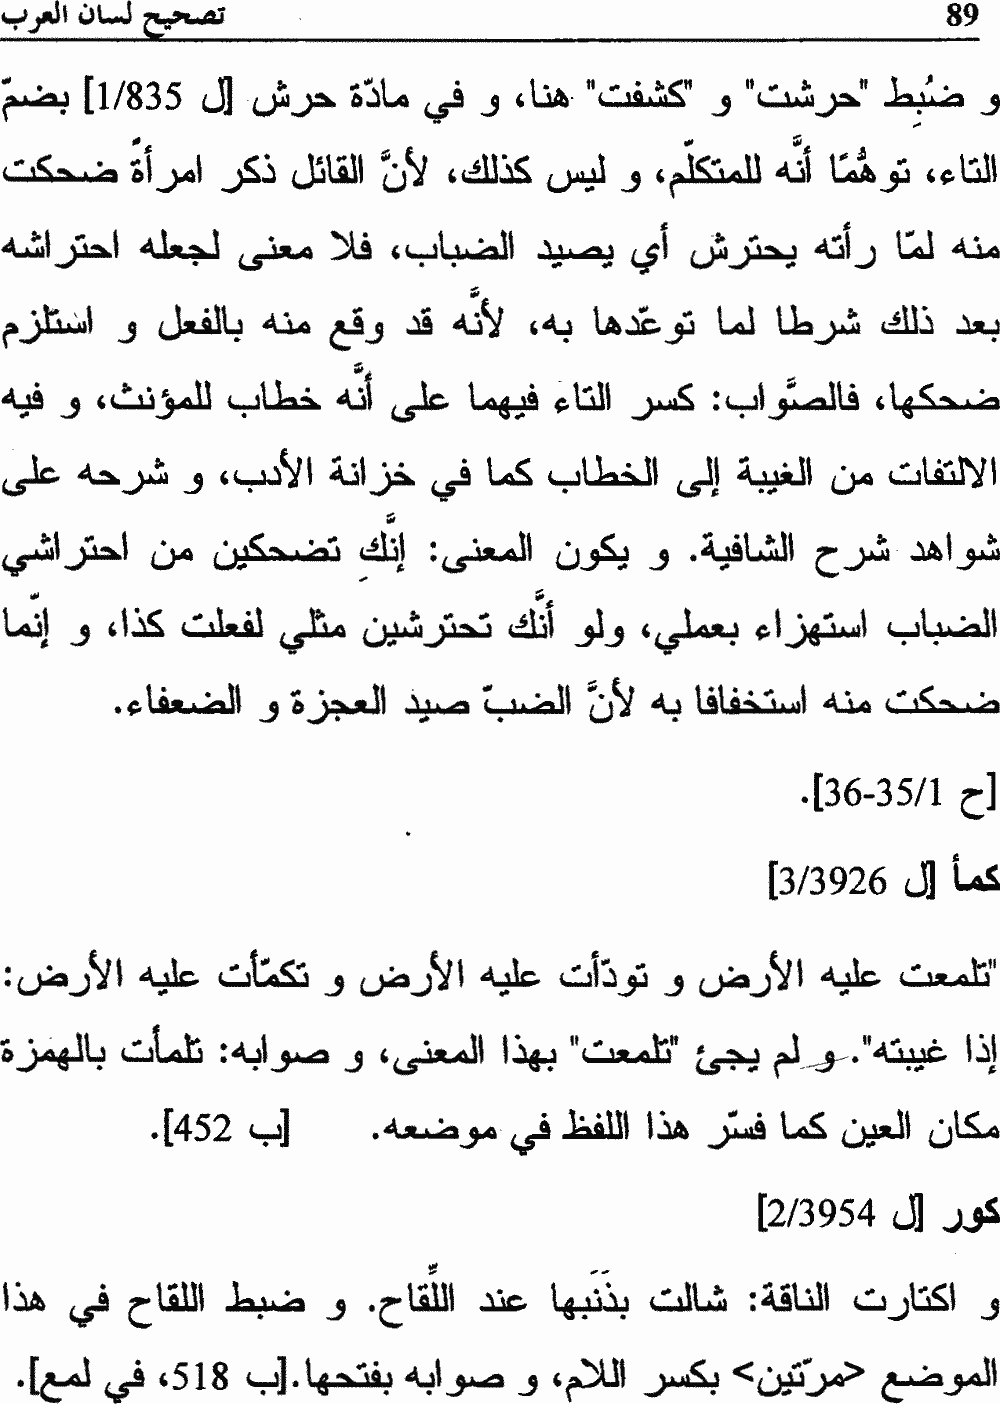 89 تصحيح لسان العرب
و ضُبِط "حرشت" و "كشفت" هنا، و في مادّة حرش [ل 1/835] بضمّ
التاء، توهُّمًا أنَّه للمتكلّم، و ليس كذلك، لأنَّ القائل ذكر امرأةً ضحكت
منه لمّا رأته يحترش أي يصيد الضباب، فلا معنى لجعله احتراشه
بعد ذلك شرطا لما توعّدها به، لأنَّه قد وقع منه بالفعل و استلزم
ضحكها، فالصَّواب: كسر التاء فيهما على أنَّه خطاب للمؤنث، و فيه
الالتفات من الغيبة إلى الخطاب كما في خزانة الأدب، و شرحه على
شواهد شرح الشافية. و يكون المعنى: إنَّكِ تضحكين من احتراشي
الضباب استهزاء بعملي، ولو أنَّك تحترشين مثلي لفعلت كذا، و إنّما
ضحكت منه استخفافا به لأنَّ الضبّ صيد العجزة و الضعفاء.
[ح 35/1-36].
كمأ [ل 3/3926]
"تلمعت عليه الأرض و تودّأت عليه الأرض و تكمّأت عليه الأرض:
إذا غيبته". و لم يجئ "تلمعت" بهذا المعنى، و صوابه: تلمأت بالهمزة
مكان العين كما فسّر هذا اللفظ في موضعه. [ب 452].
كور [ل 2/3954]
و اكتارت الناقة: شالت بذَنَبها عند اللِّقاح. و ضبط اللقاح في هذا
الموضع <مرّتين> بكسر اللام، و صوابه بفتحها.[ب 518، في لمع].